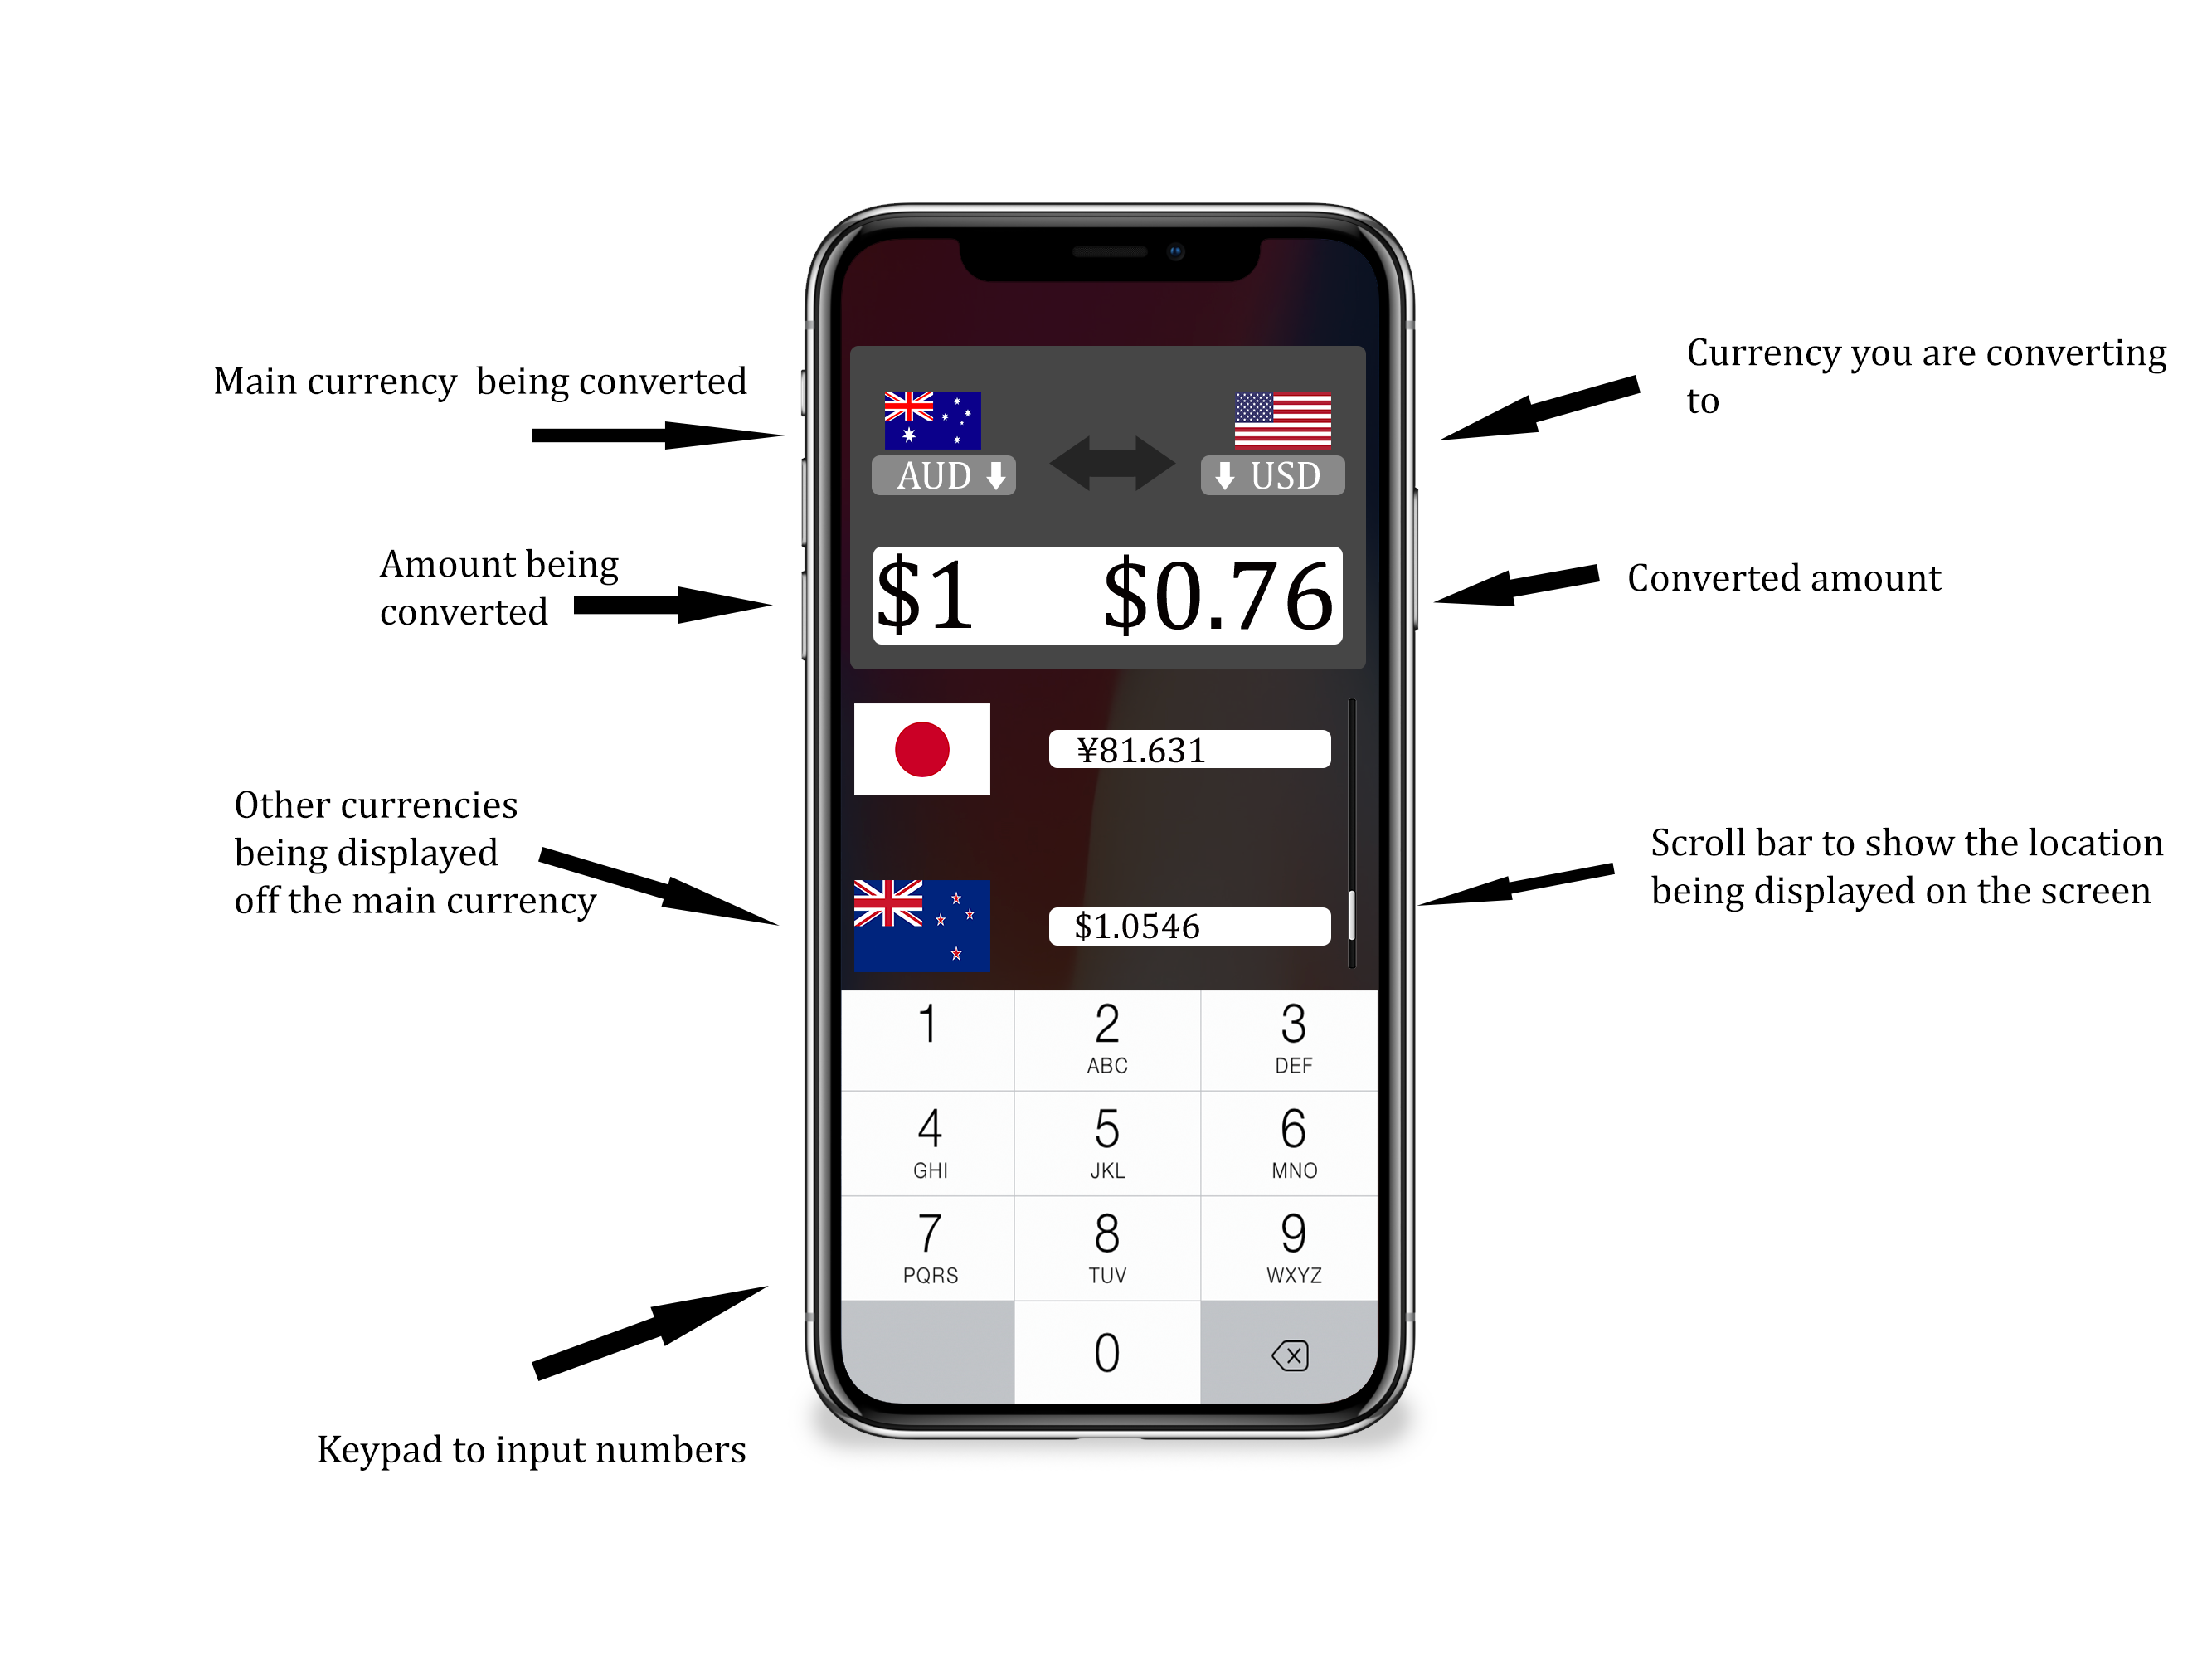 Main currency  being converted
Currency you are converting
to
AUD
USD
Amount being
converted
$1
$0.76
Converted amount
¥81.631
Other currencies
being displayed
off the main currency
$1.0546
Scroll bar to show the location
being displayed on the screen
1
2
3
ABC
DEF
4
5
6
GHI
JKL
MNO
7
8
9
PQRS
TUV
WXYZ
0
Keypad to input numbers